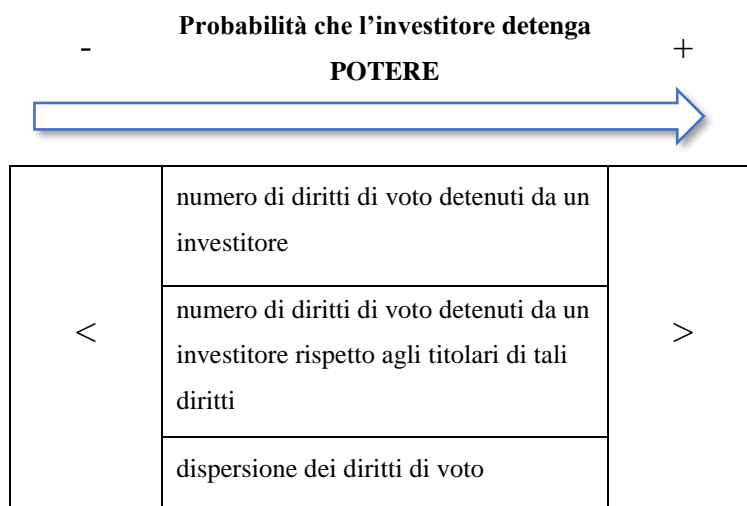 Probabilità che l'investitore detenga
POTERE
-
+
numero di diritti di voto detenuti da un
investitore
<
numero di diritti di voto detenuti da un
investitore rispetto agli titolari di tali
diritti
>
dispersione dei diritti di voto